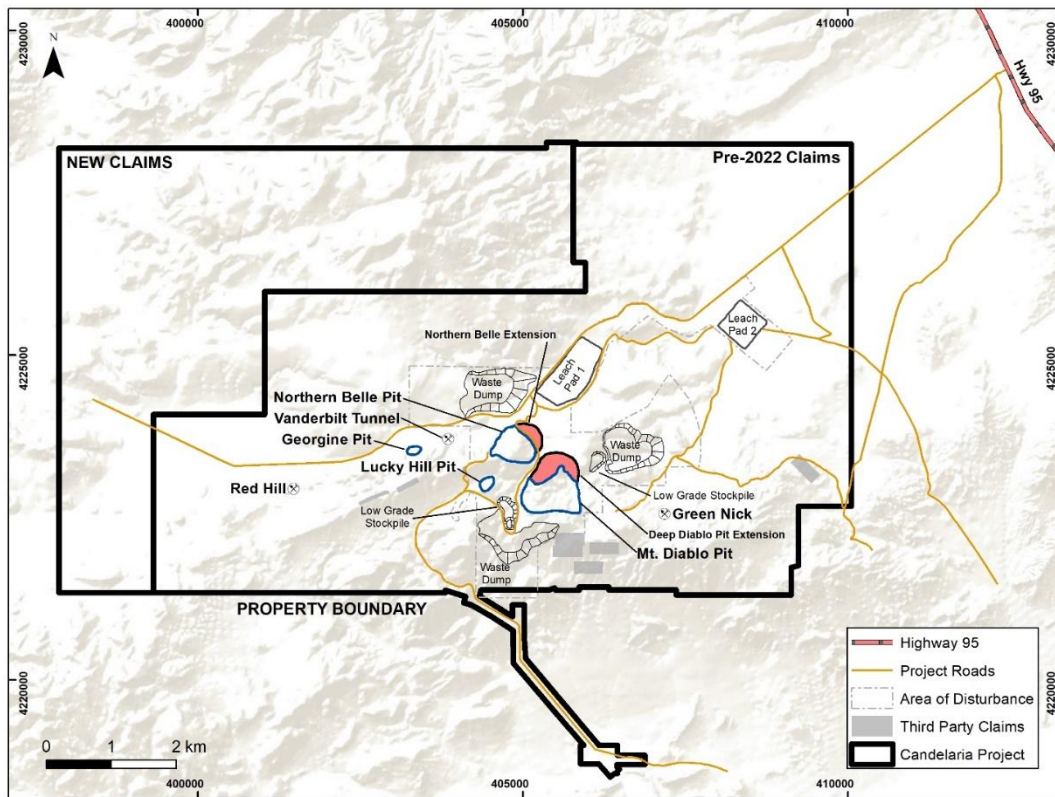 400000
405000
410000
4230000
4230000
N
Hwy 95
NEW CLAIMS
Pre-2022 Claims
Northern Belle Extension
Leach
Pad 2
Leach
Pad 1
4225000
4225000
Waste
Dump
Northern Belle Pit
Vanderbilt Tunnel
Georgine Pit
Waste
Dump
Lucky Hill Pit
Red Hill
Low Grade Stockpile
Low Grade
Stockpile
Green Nick
Deep Diablo Pit Extension
Mt. Diablo Pit
Waste
Dump
PROPERTY BOUNDARY
Highway 95
Project Roads
Area of Disturbance
Third Party Claims
Candelaria Project
4220000
4220000
0 1 2 km
400000
405000
410000